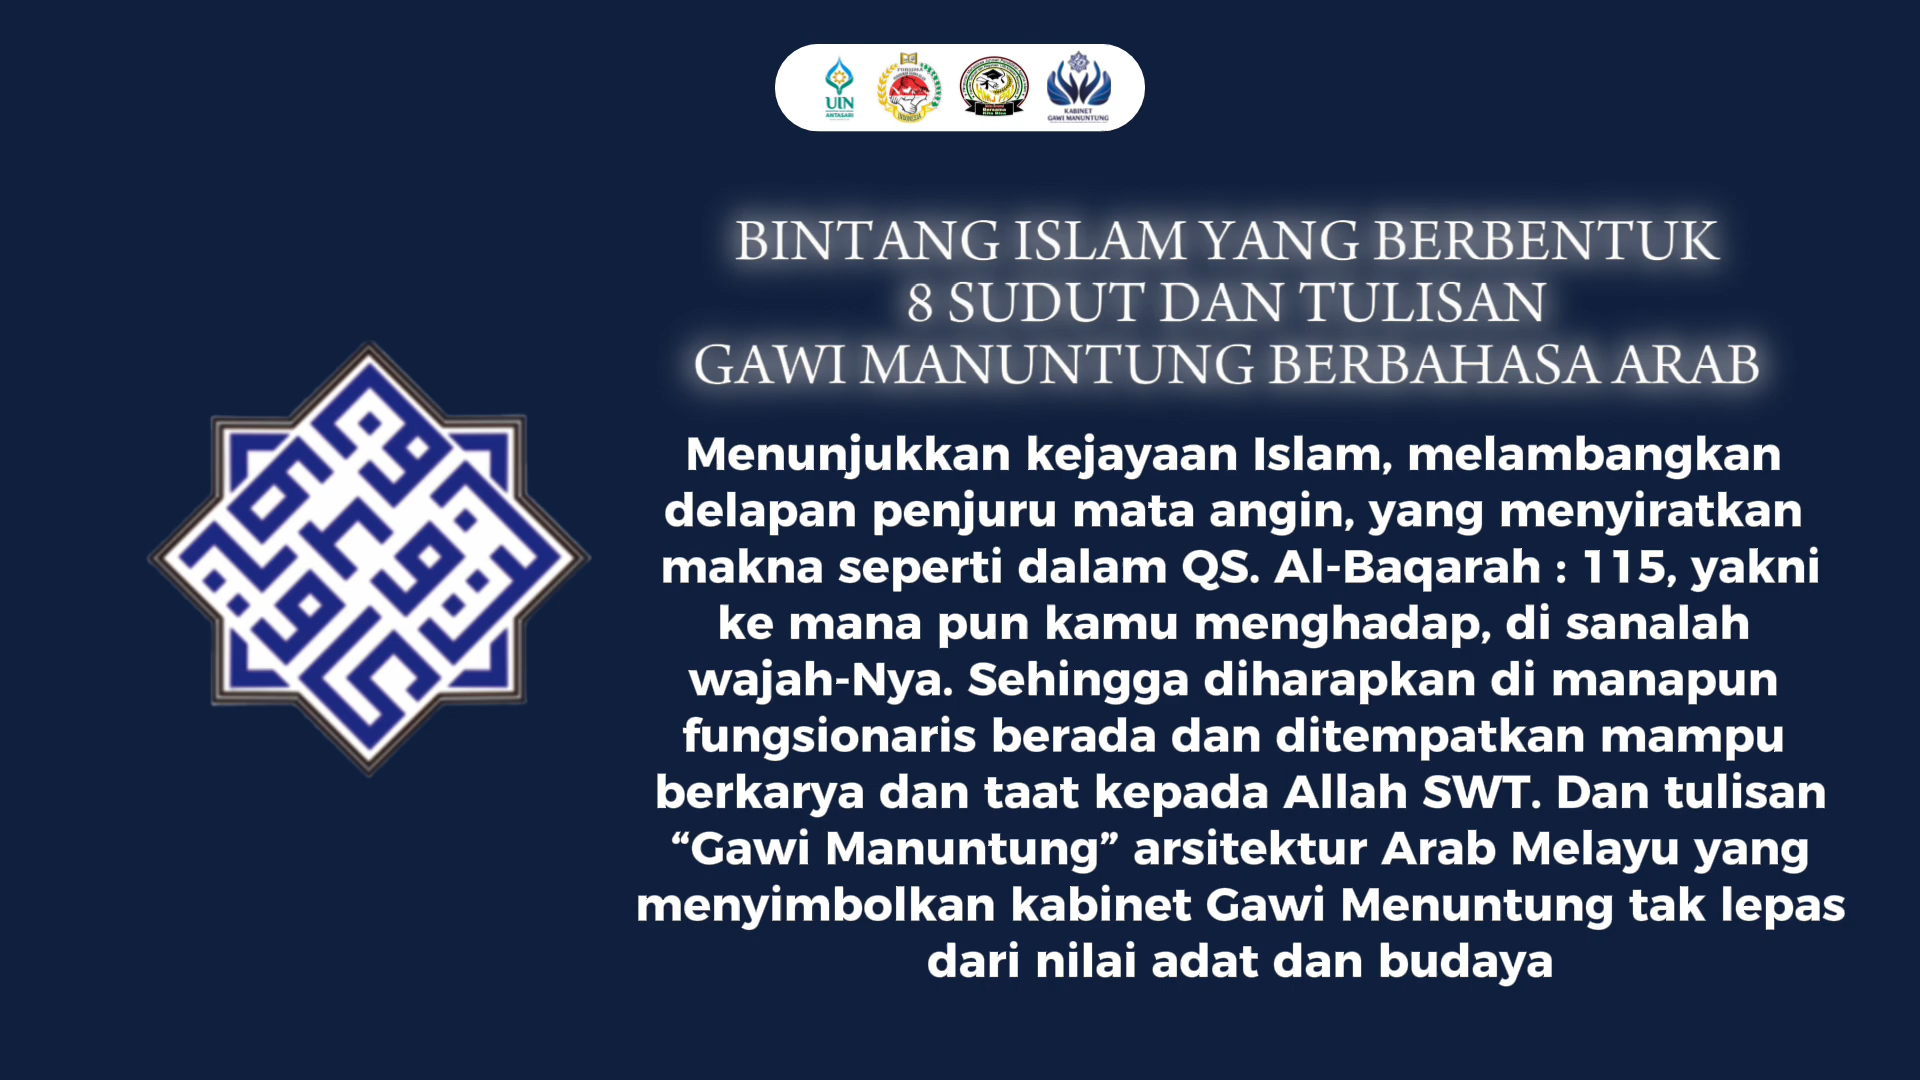 UIN
ANTASARI
INDONESIA
Bersama
Kita Bisa
KABINET
GAWI MANUNTUNG
BINTANG ISLAM YANG BERBENTUK
8 SUDUT DAN TULISAN
GAWI MANUNTUNG BERBAHASA ARAB
Menunjukkan kejayaan Islam, melambangkan
delapan penjuru mata angin, yang menyiratkan
makna seperti dalam QS. Al-Baqarah : 115, yakni
ke mana pun kamu menghadap, di sanalah
wajah-Nya. Sehingga diharapkan di manapun
fungsionaris berada dan ditempatkan mampu
berkarya dan taat kepada Allah SWT. Dan tulisan
“Gawi Manuntung” arsitektur Arab Melayu yang
menyimbolkan kabinet Gawi Menuntung tak lepas
dari nilai adat dan budaya